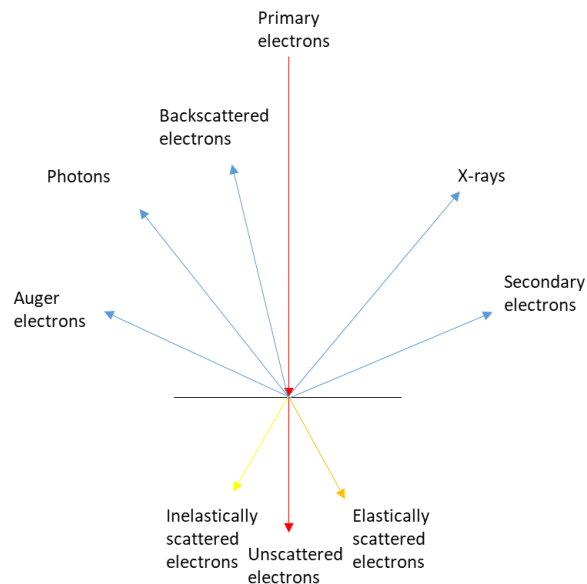 Primary
electrons
Backscattered
electrons
Photons
X-rays
Auger
electrons
Secondary
electrons
Inelastically
scattered
electrons
Unscattered
electrons
Elastically
scattered
electrons